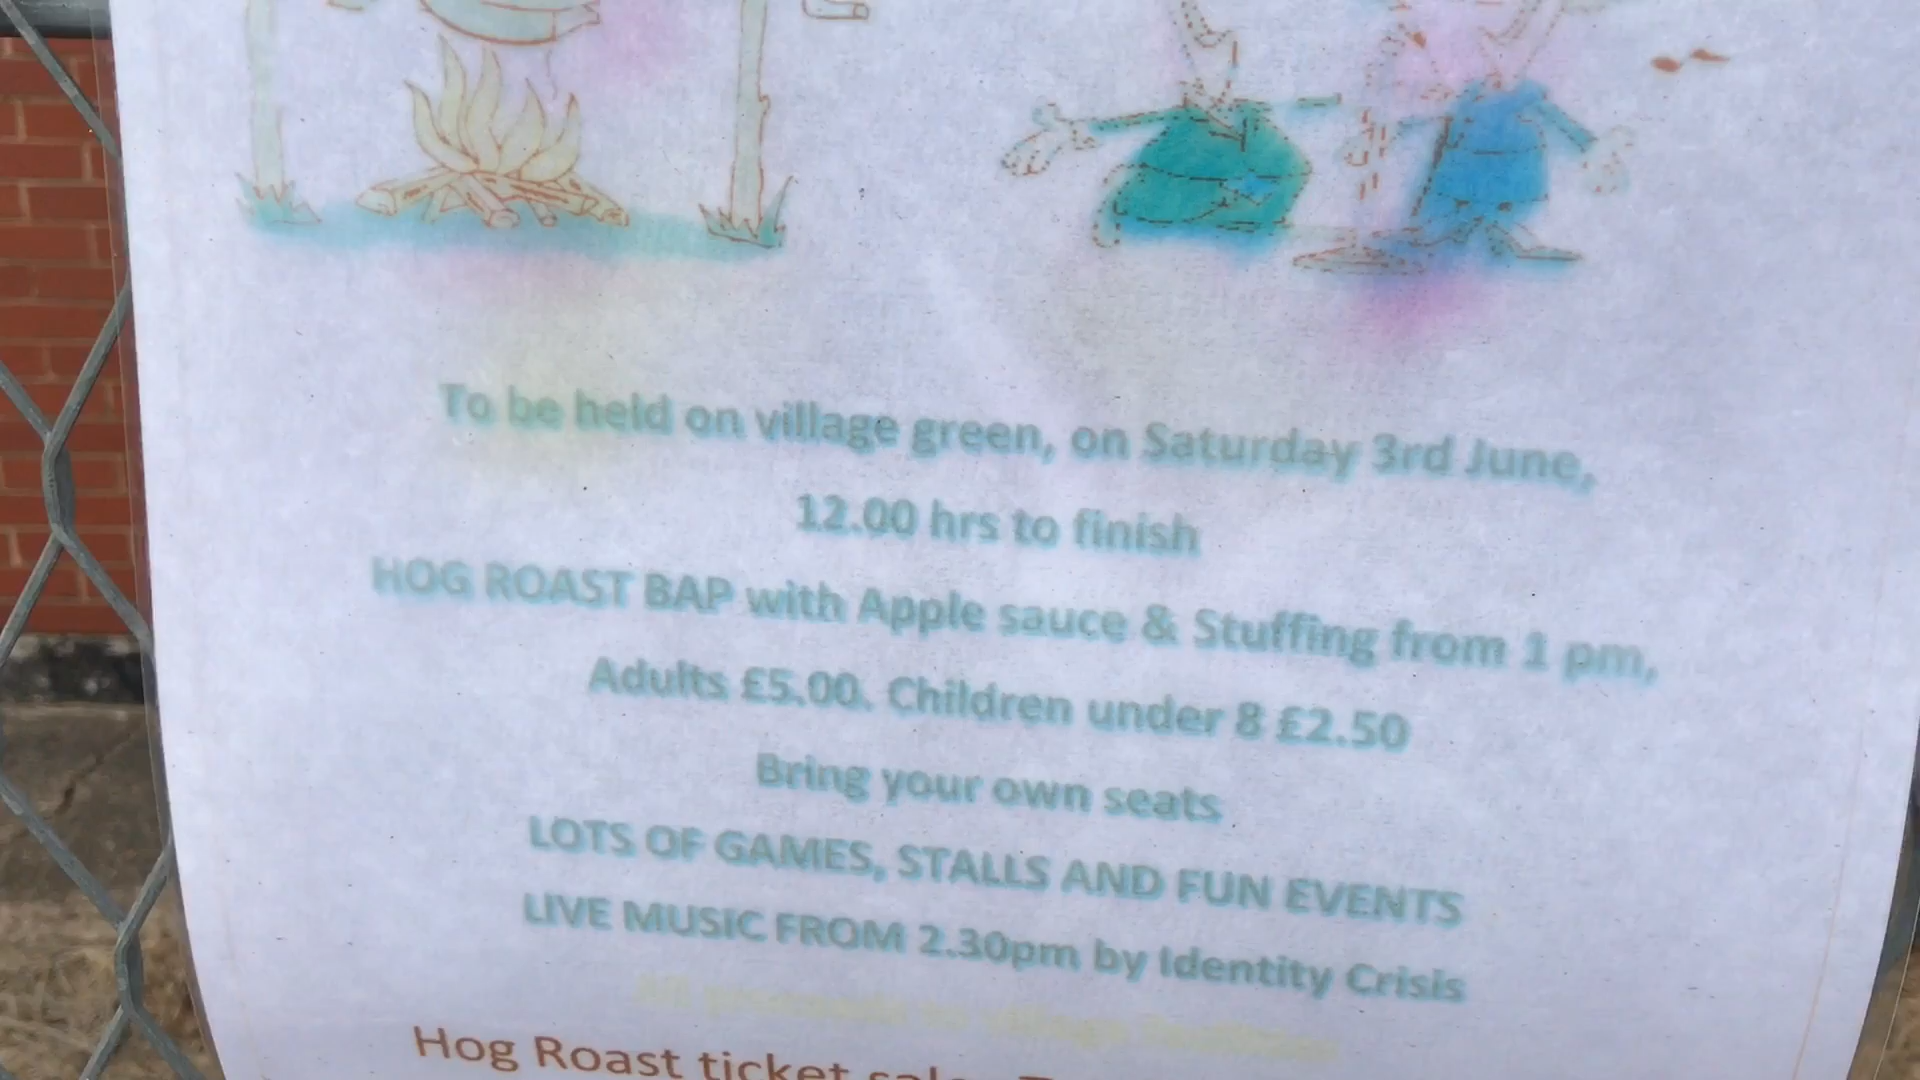 To be held on village green, on Saturday 3rd June,
12.00 hrs to finish
HOG ROAST BAP with Apple sauce & Stuffing from 1 pm,
Adults £5.00. Children under 8 £2.50
Bring your own seats
LOTS OF GAMES, STALLS AND FUN EVENTS
LIVE MUSIC FROM 2.30pm by Identity Crisis
Hog Roast ticket